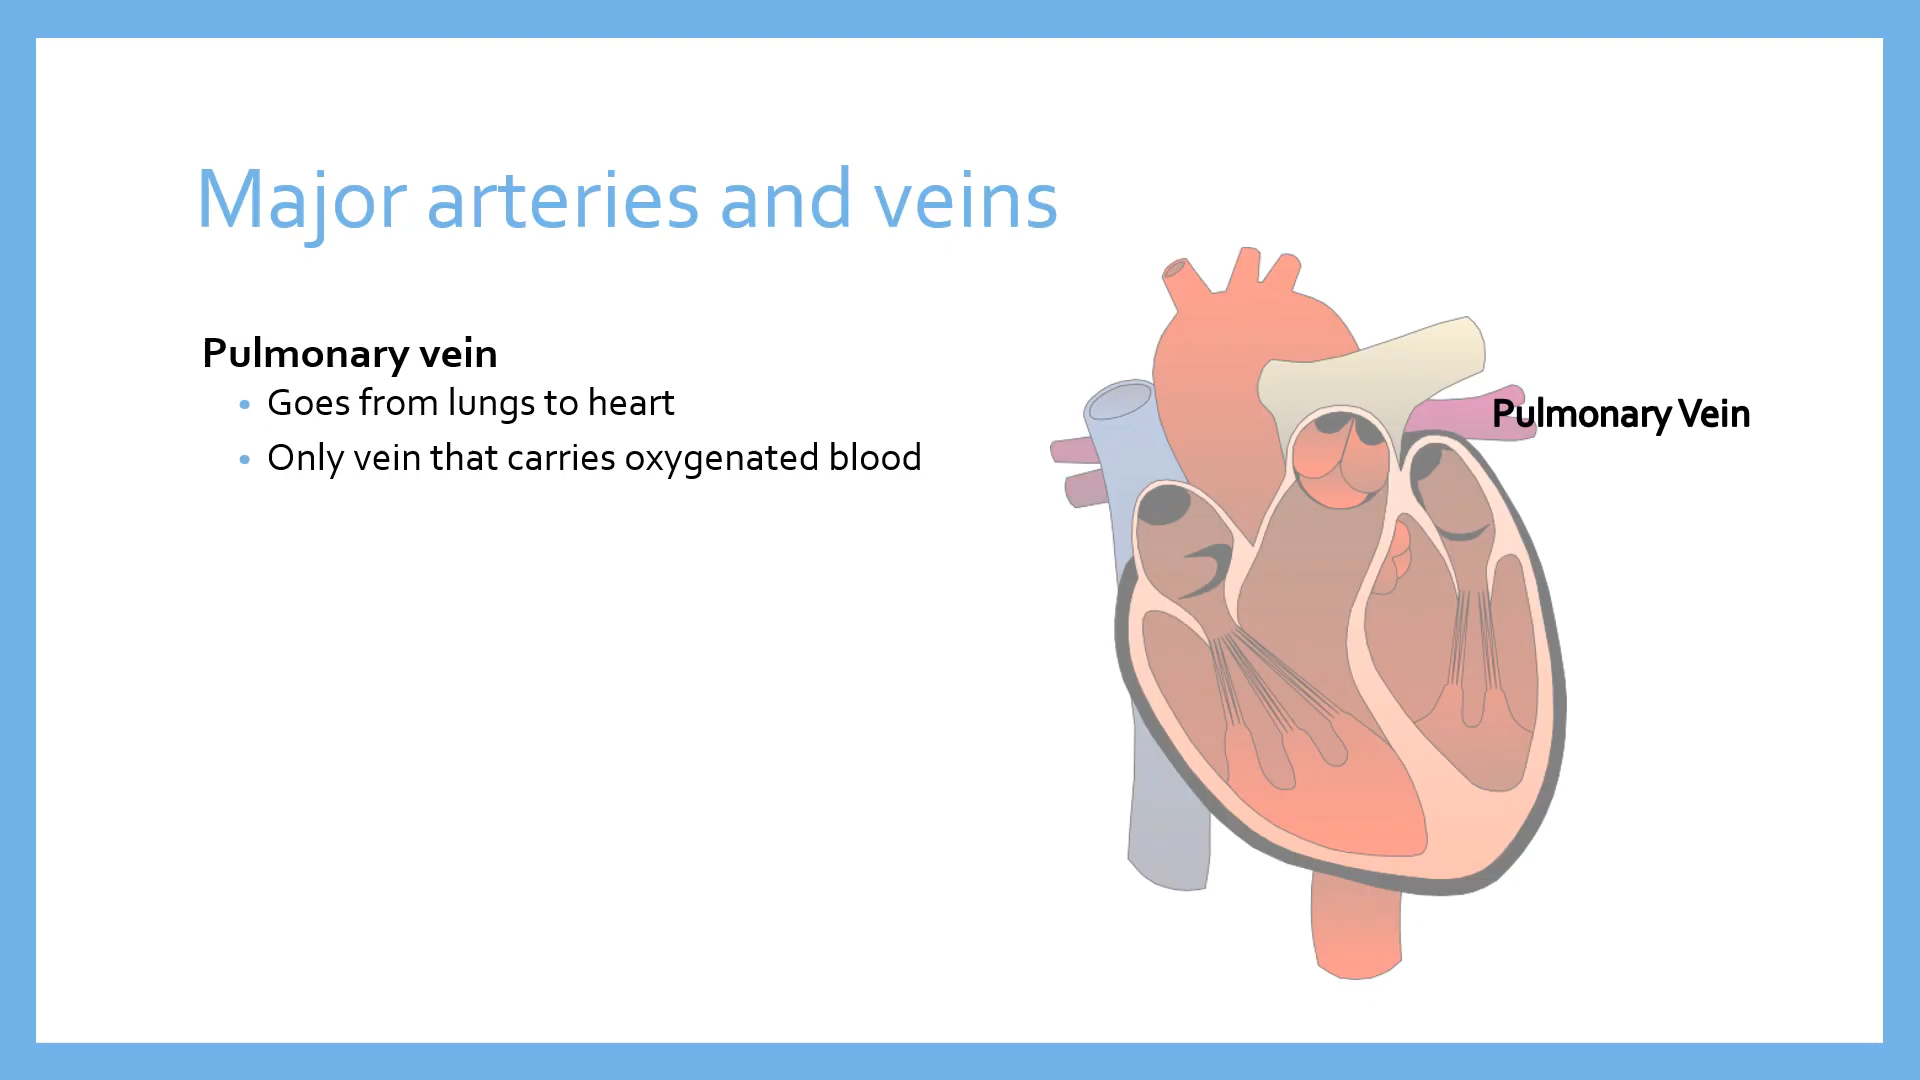 Major arteries and veins
Pulmonary vein
• Goes from lungs to heart
• Only vein that carries oxygenated blood
Pulmonary Vein